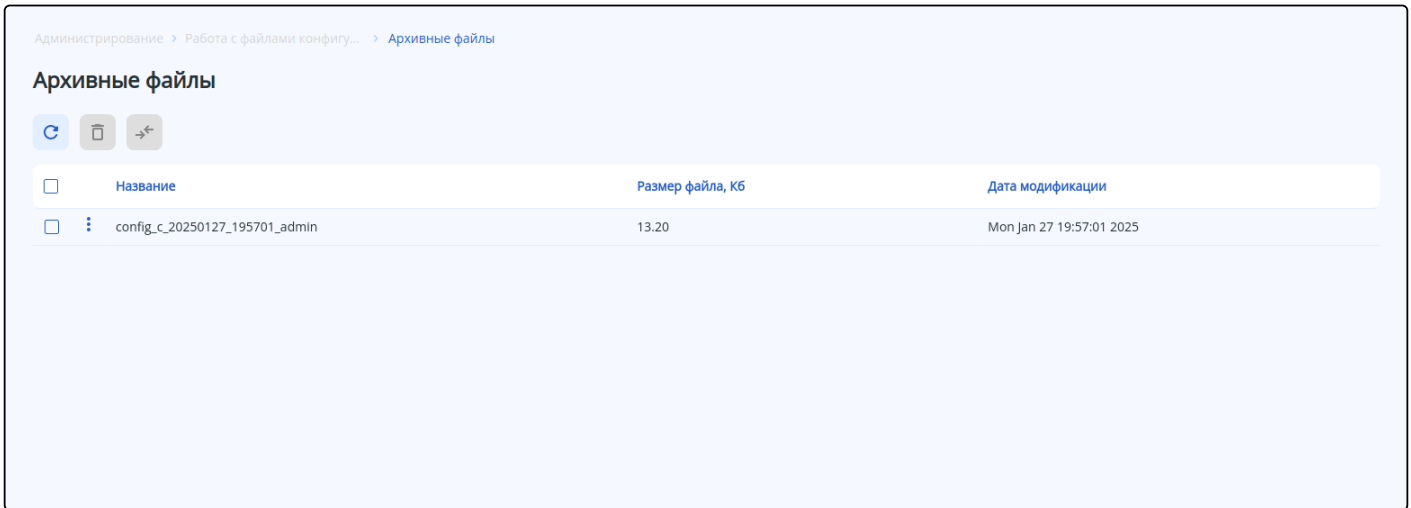 Администрирование > Работа с файлами конфигу... > Архивные файлы
Архивные файлы
Название Размер файла, Кб Дата модификации
config_c_20250127_195701_admin 13.20 Mon Jan 27 19:57:01 2025